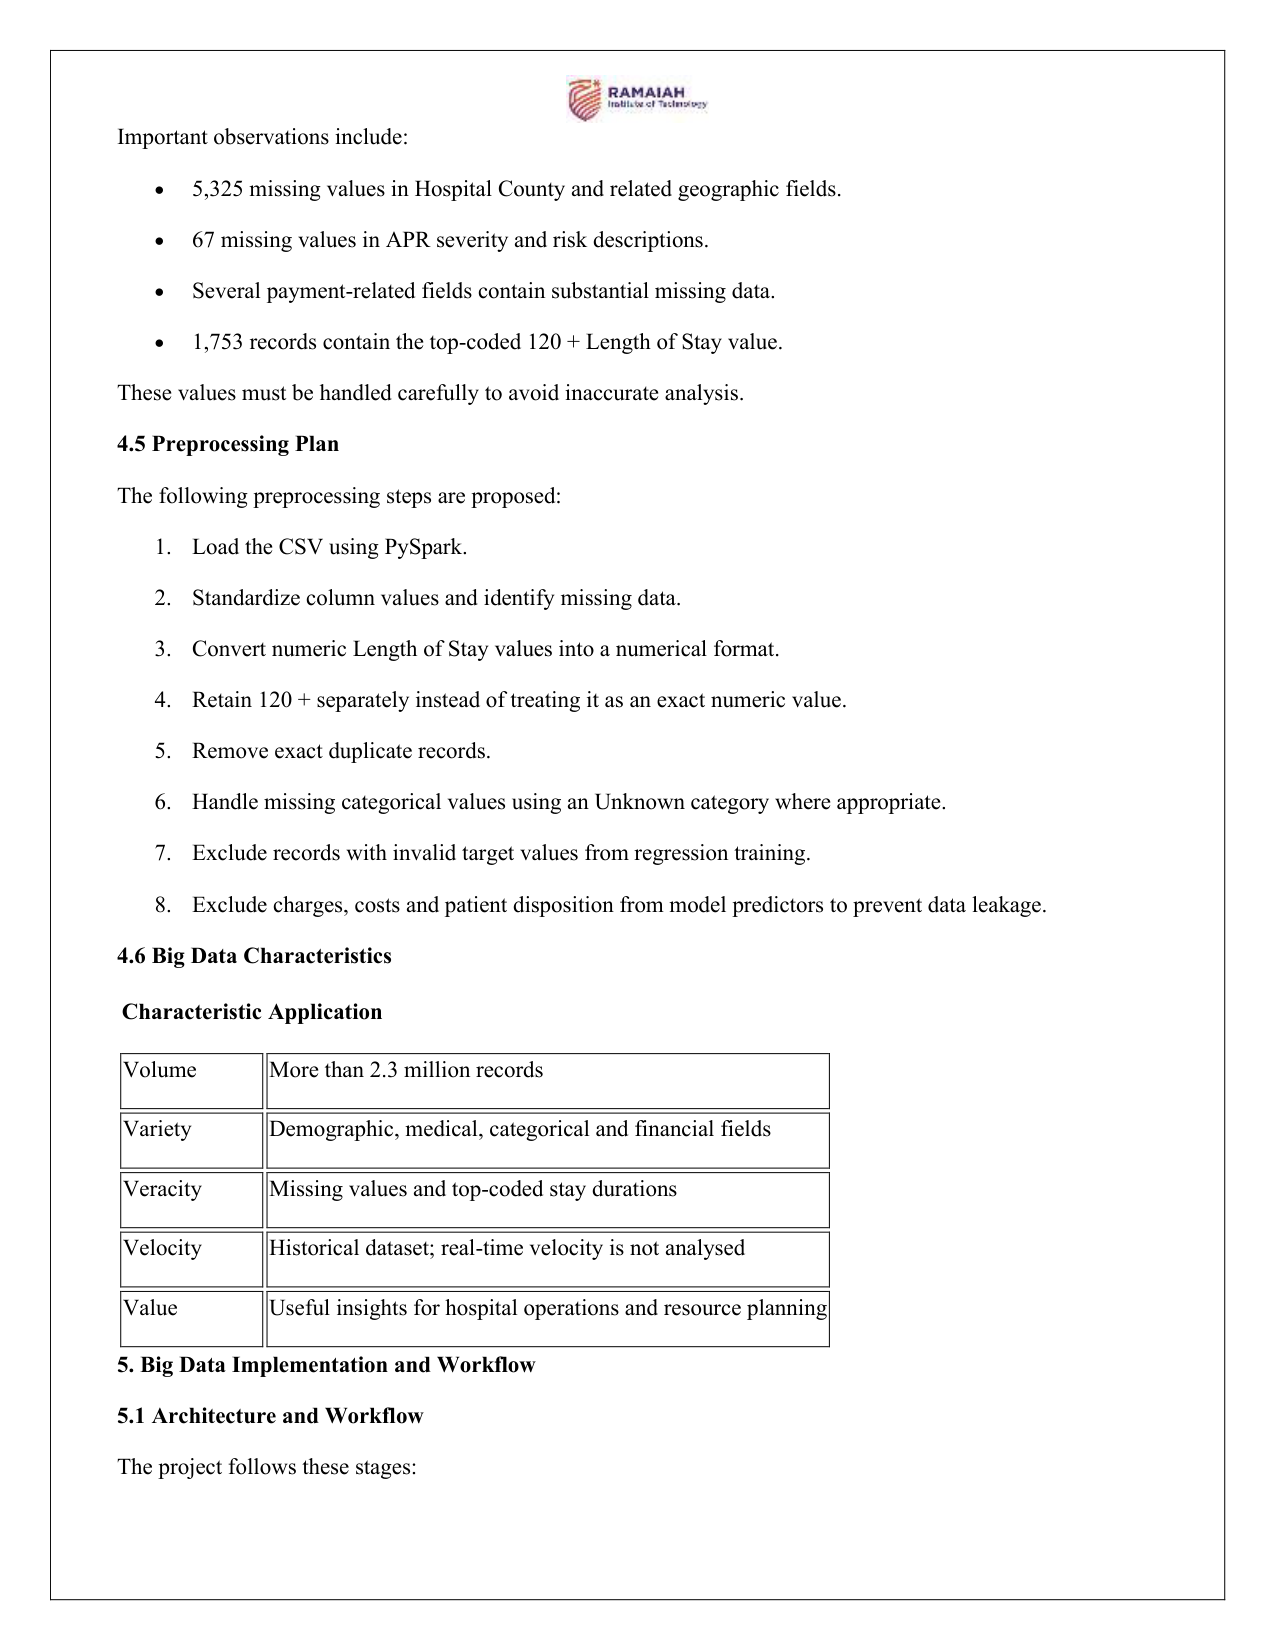 RAMAIAH
Institute of Technology
Important observations include:
• 5,325 missing values in Hospital County and related geographic fields.
• 67 missing values in APR severity and risk descriptions.
• Several payment-related fields contain substantial missing data.
• 1,753 records contain the top-coded 120 + Length of Stay value.
These values must be handled carefully to avoid inaccurate analysis.
4.5 Preprocessing Plan
The following preprocessing steps are proposed:
1. Load the CSV using PySpark.
2. Standardize column values and identify missing data.
3. Convert numeric Length of Stay values into a numerical format.
4. Retain 120 + separately instead of treating it as an exact numeric value.
5. Remove exact duplicate records.
6. Handle missing categorical values using an Unknown category where appropriate.
7. Exclude records with invalid target values from regression training.
8. Exclude charges, costs and patient disposition from model predictors to prevent data leakage.
4.6 Big Data Characteristics
Characteristic Application
Volume More than 2.3 million records
Variety Demographic, medical, categorical and financial fields
Veracity Missing values and top-coded stay durations
Velocity Historical dataset; real-time velocity is not analysed
Value Useful insights for hospital operations and resource planning
5. Big Data Implementation and Workflow
5.1 Architecture and Workflow
The project follows these stages: